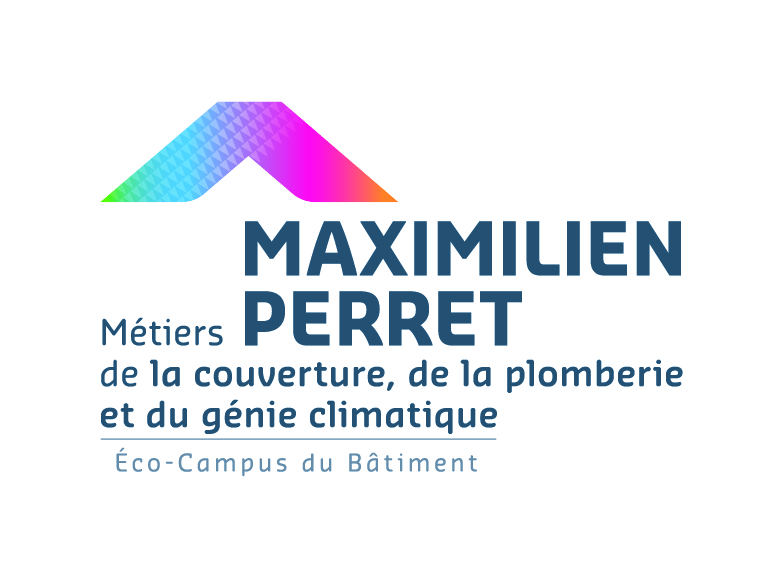 MAXIMILIEN
Métiers PERRET
de la couverture, de la plomberie
et du génie climatique
Éco-Campus du Bâtiment